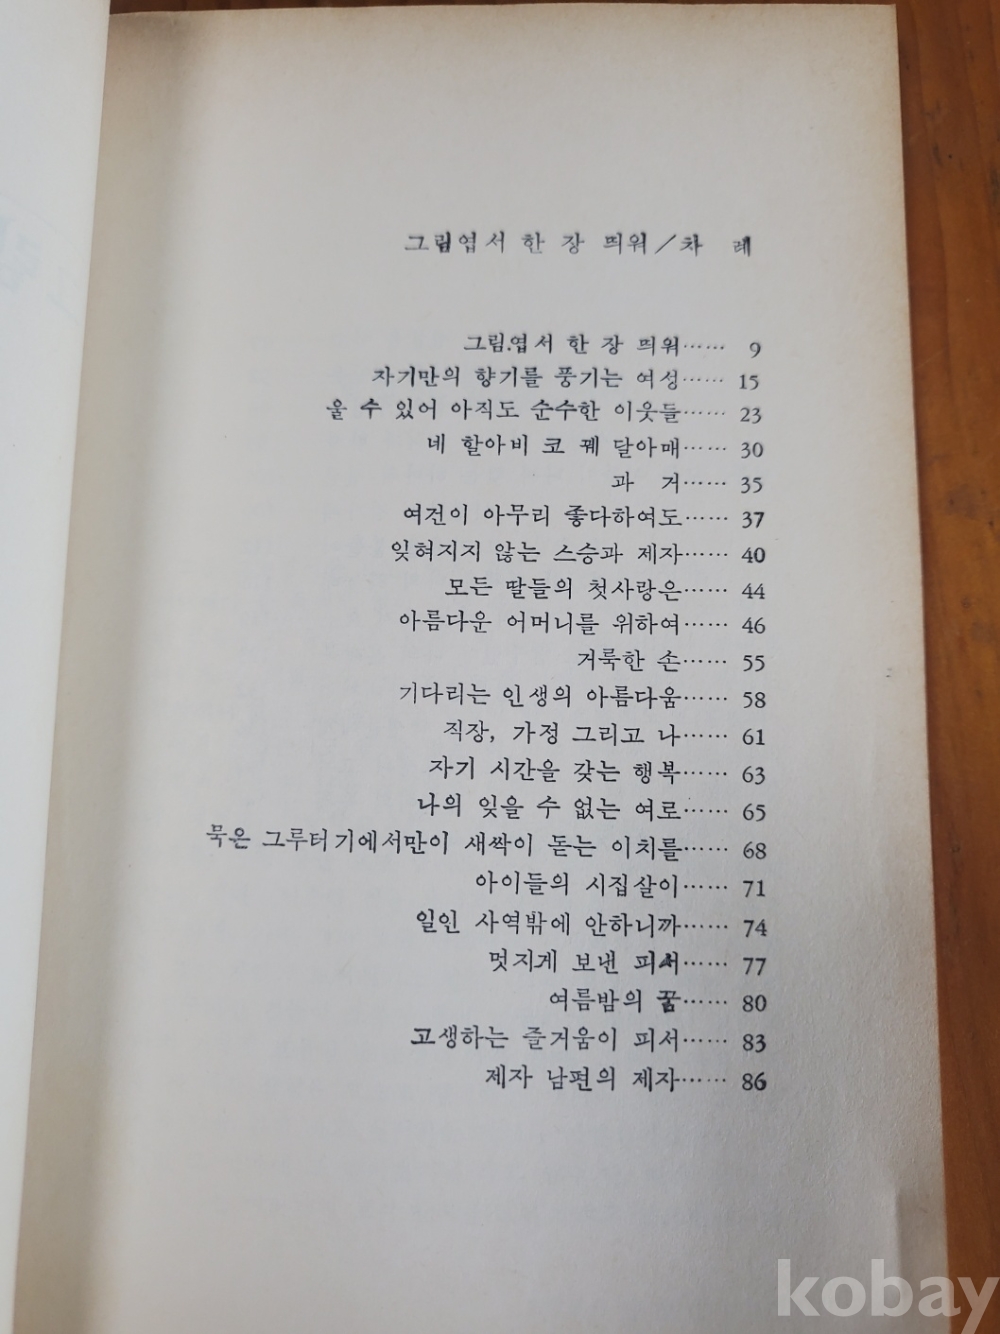 그림엽서 한 장 띄워/차 례
그림.엽서 한 장 띄워…… 9
자기만의 향기를 풍기는 여성…… 15
울 수 있어 아직도 순수한 이웃들…… 23
네 할아비 코 꿰 달아매…… 30
과 거…… 35
여건이 아무리 좋다하여도…… 37
잊혀지지 않는 스승과 제자…… 40
모든 딸들의 첫사랑은…… 44
아름다운 어머니를 위하여…… 46
거룩한 손…… 55
기다리는 인생의 아름다움…… 58
직장, 가정 그리고 나…… 61
자기 시간을 갖는 행복…… 63
나의 잊을 수 없는 여로…… 65
묵은 그루터기에서만이 새싹이 돋는 이치를…… 68
아이들의 시집살이…… 71
일인 사역밖에 안하니까…… 74
멋지게 보낸 피서…… 77
여름밤의 꿈…… 80
고생하는 즐거움이 피서…… 83
제자 남편의 제자…… 86
kobay